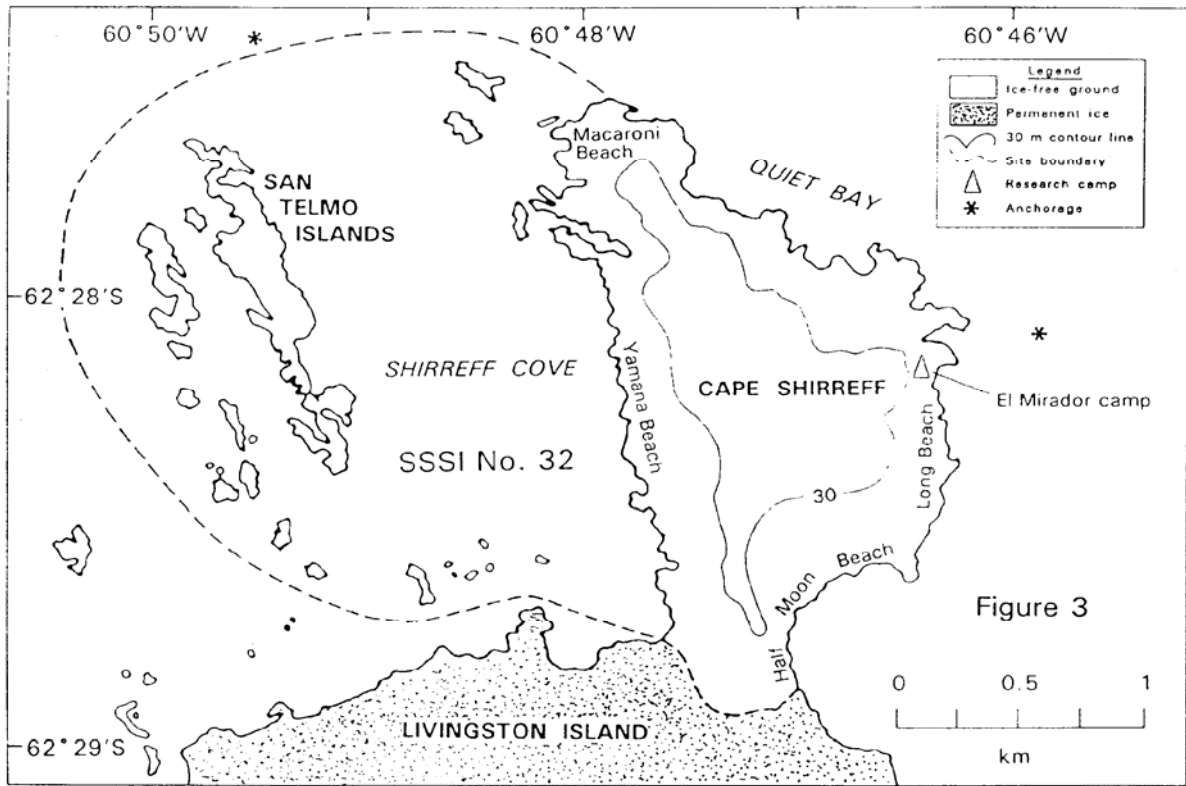 60°50'W
60°48'W
60°46'W
Legend
Ice-free ground
Permanent ice
30 m contour line
Site boundary
Research camp
Anchorage
Macaroni
Beach
QUIET BAY
SAN
TELMO
ISLANDS
62°28'S
SHIRREFF COVE
Yamana Beach
CAPE SHIRREFF
El Mirador camp
Long Beach
SSSI No. 32
30
Half Moon Beach
Figure 3
0 0.5 1
km
LIVINGSTON ISLAND
62°29'S